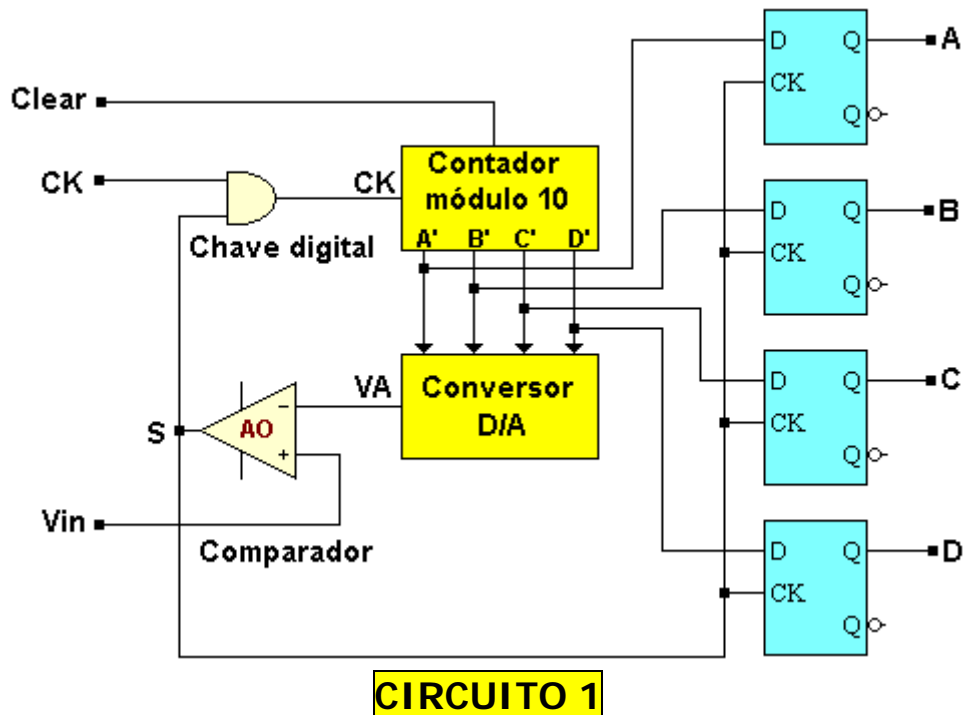 Clear
CK
Chave digital
CK
Contador
módulo 10
A' B' C' D'
VA
Conversor
D/A
S
AO
-
+
Vin
Comparador
D Q A
CK
Q
D Q B
CK
Q
D Q C
CK
Q
D Q D
CK
Q
CIRCUITO 1